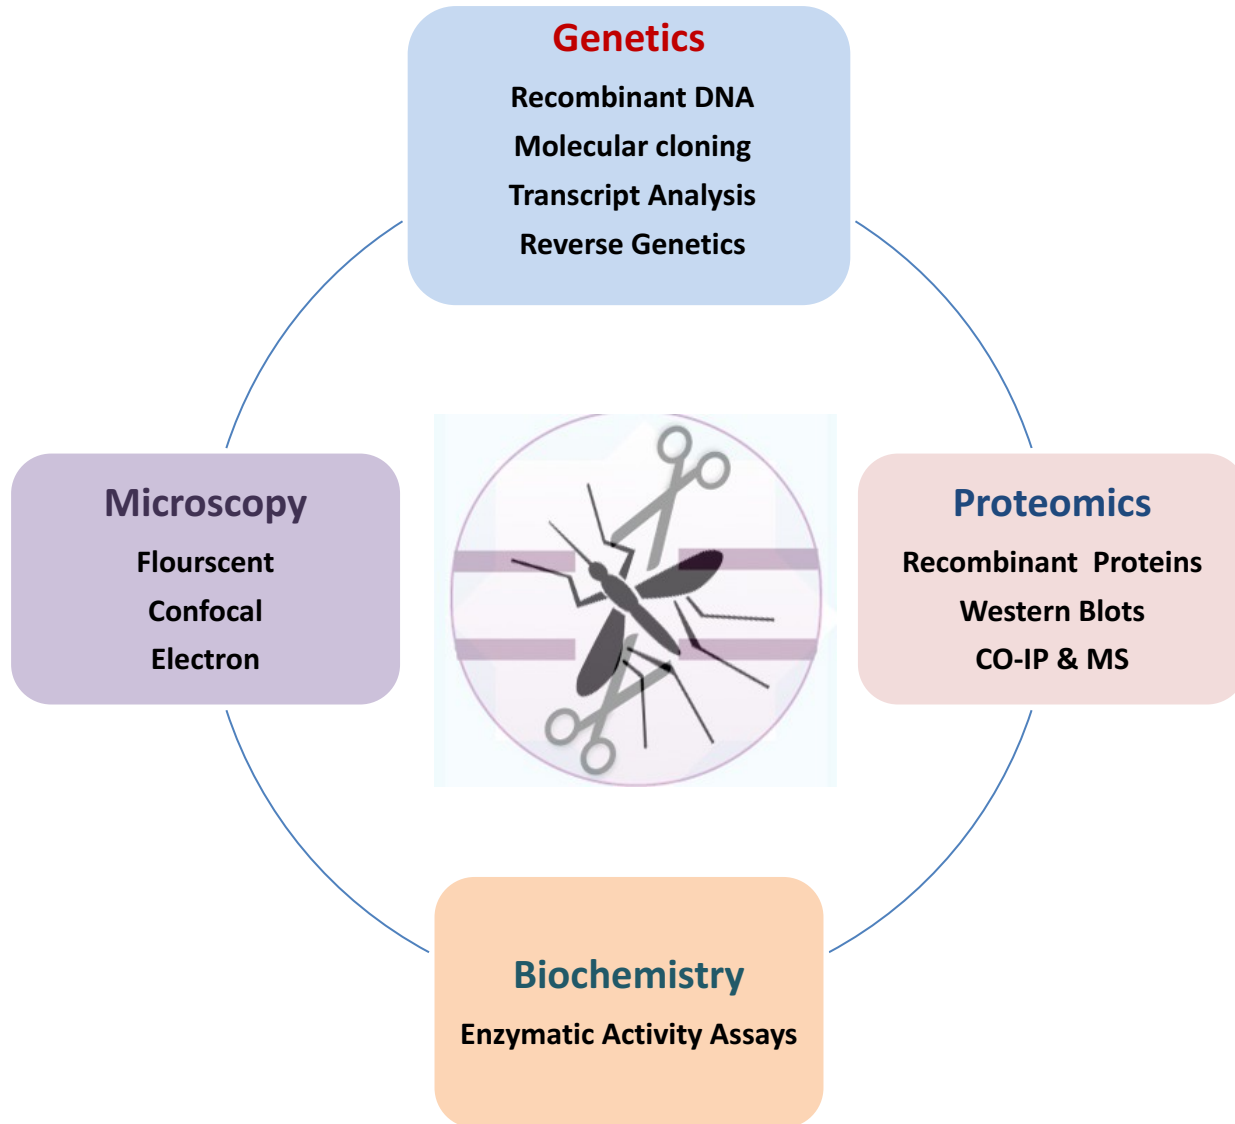 Genetics
Recombinant DNA
Molecular cloning
Transcript Analysis
Reverse Genetics
Microscopy
Flourscent
Confocal
Electron
Proteomics
Recombinant Proteins
Western Blots
CO-IP & MS
Biochemistry
Enzymatic Activity Assays